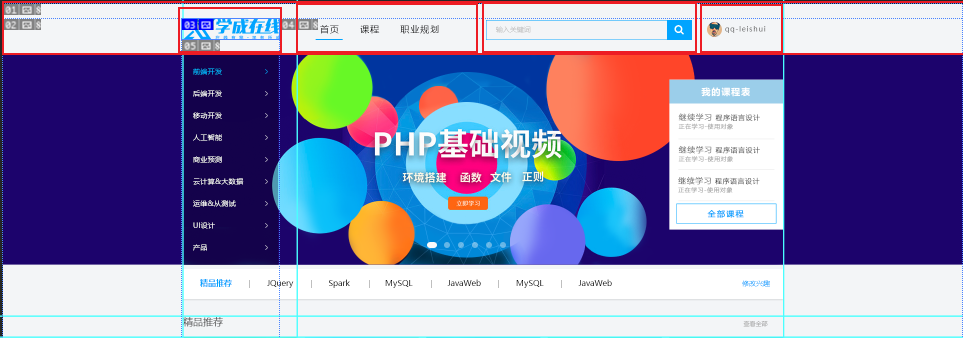 01 8
02 8
03 8
04 8
05
学成在线
首页 课程 职业规划
输入关键词
qq-leishui
前端开发
后端开发
移动开发
人工智能
商业预测
云计算&大数据
运维&从测试
UI设计
产品
PHP基础视频
环境搭建 函数 文件 正则
立即学习
我的课程表
继续学习 程序语言设计
正在学习-使用对象
继续学习 程序语言设计
正在学习-使用对象
继续学习 程序语言设计
正在学习-使用对象
全部课程
精品推荐 | JQuery | Spark | MySQL | JavaWeb | MySQL | JavaWeb
修改兴趣
精品推荐
查看全部